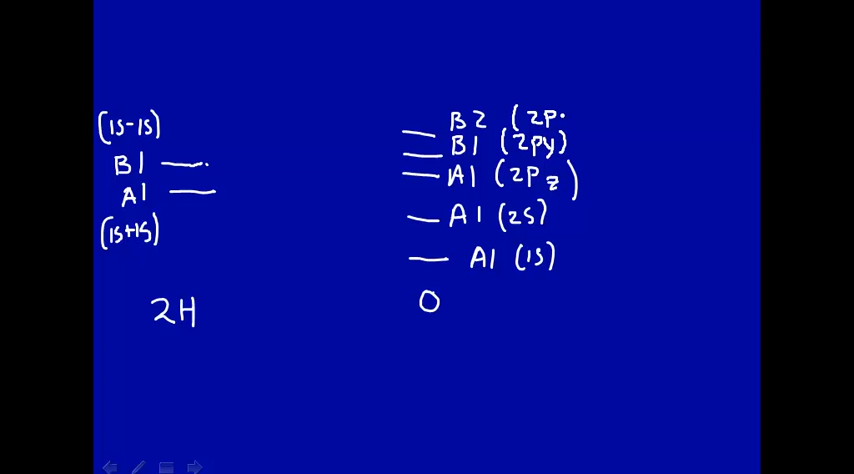 (1s-1s)
B1
A1
(1s+1s)
2H
B2 (2p
B1 (2py)
A1 (2pz)
A1 (2s)
A1 (1s)
O